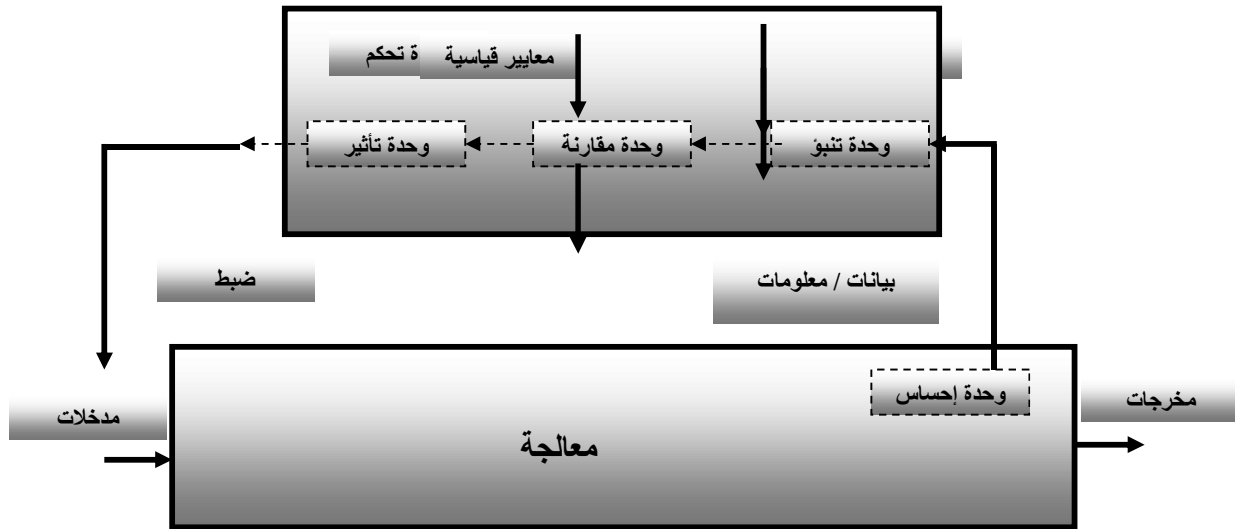 ة تحكم
معايير قياسية
وحدة تنبؤ
وحدة مقارنة
وحدة تأثير
بيانات / معلومات
ضبط
وحدة إحساس
مخرجات
مدخلات
معالجة